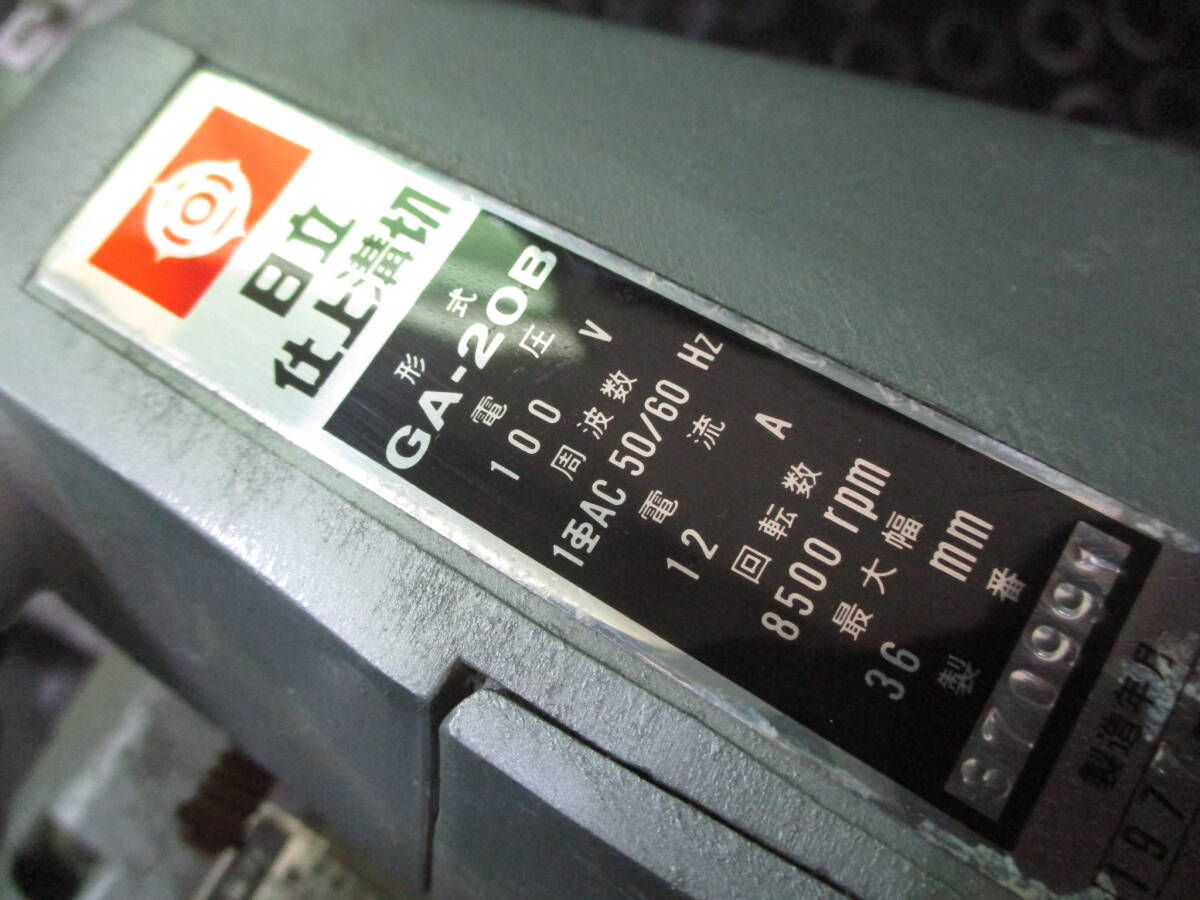 日立
仕上溝切
形式
GA-20B
電圧
100 V
周波数
1φAC 50/60 Hz
電流
12 A
回転数
8500 rpm
最大幅
36 mm
製番
製造年月
197